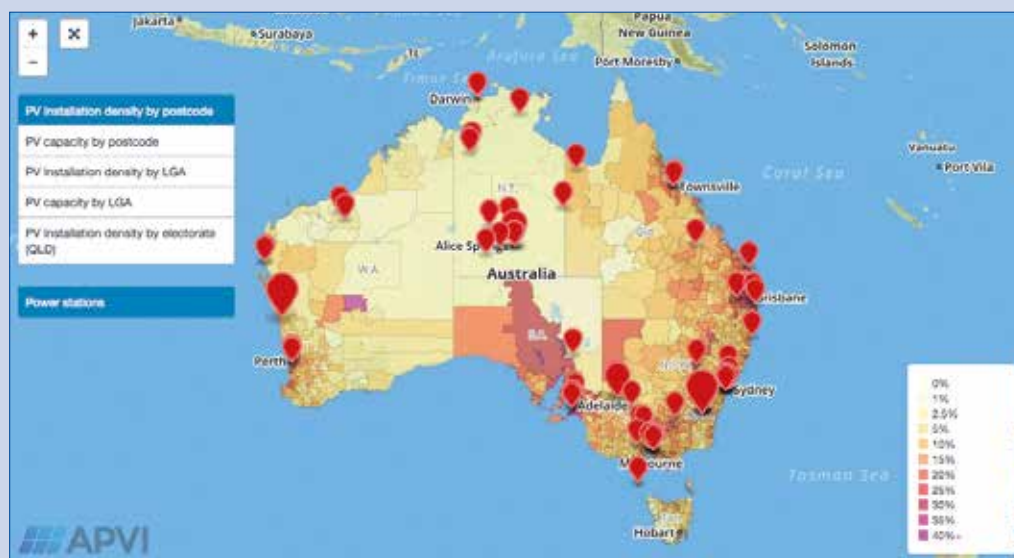 Jakarta
Surabaya
Papua
New Guinea
Port Moresby
Solomon
Islands
Arafura Sea
Timor Sea
+
−
Darwin
PV installation density by postcode
PV capacity by postcode
PV installation density by LGA
PV capacity by LGA
PV installation density by electorate
(QLD)
Power stations
Vanuatu
Port Vila
Coral Sea
Townsville
N.T.
Qld
Alice
Australia
W.A.
S.A.
Brisbane
Perth
Adelaide
Sydney
Melbourne
Tasman Sea
Hobart
0%
1%
2.5%
5%
10%
15%
20%
25%
30%
35%
40%+
APVI